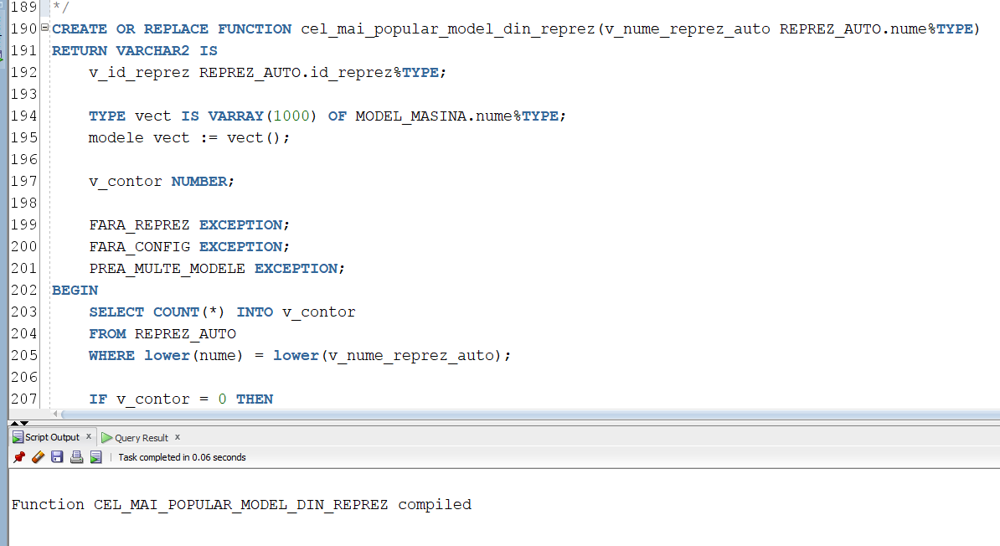 189 */
190 CREATE OR REPLACE FUNCTION cel_mai_popular_model_din_reprez(v_nume_reprez_auto REPREZ_AUTO.nume%TYPE)
191 RETURN VARCHAR2 IS
192     v_id_reprez REPREZ_AUTO.id_reprez%TYPE;
193
194     TYPE vect IS VARRAY(1000) OF MODEL_MASINA.nume%TYPE;
195     modele vect := vect();
196
197     v_contor NUMBER;
198
199     FARA_REPREZ EXCEPTION;
200     FARA_CONFIG EXCEPTION;
201     PREA_MULTE_MODELE EXCEPTION;
202 BEGIN
203     SELECT COUNT(*) INTO v_contor
204     FROM REPREZ_AUTO
205     WHERE lower(nume) = lower(v_nume_reprez_auto);
206
207     IF v_contor = 0 THEN
Script Output x Query Result x
Task completed in 0.06 seconds
Function CEL_MAI_POPULAR_MODEL_DIN_REPREZ compiled